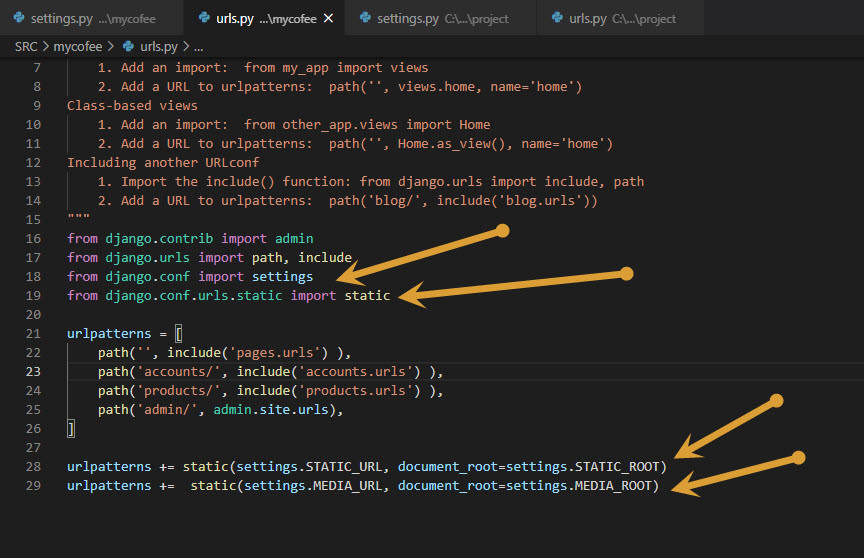 settings.py ...\mycofee urls.py ...\mycofee × settings.py C:\...\project urls.py C:\...\project
SRC > mycofee > urls.py > ...
7 1. Add an import:  from my_app import views
8 2. Add a URL to urlpatterns:  path('', views.home, name='home')
9 Class-based views
10 1. Add an import:  from other_app.views import Home
11 2. Add a URL to urlpatterns:  path('', Home.as_view(), name='home')
12 Including another URLconf
13 1. Import the include() function: from django.urls import include, path
14 2. Add a URL to urlpatterns:  path('blog/', include('blog.urls'))
15 """
16 from django.contrib import admin
17 from django.urls import path, include
18 from django.conf import settings
19 from django.conf.urls.static import static
20
21 urlpatterns = [
22 path('', include('pages.urls') ),
23 path('accounts/', include('accounts.urls') ),
24 path('products/', include('products.urls') ),
25 path('admin/', admin.site.urls),
26 ]
27
28 urlpatterns += static(settings.STATIC_URL, document_root=settings.STATIC_ROOT)
29 urlpatterns +=  static(settings.MEDIA_URL, document_root=settings.MEDIA_ROOT)